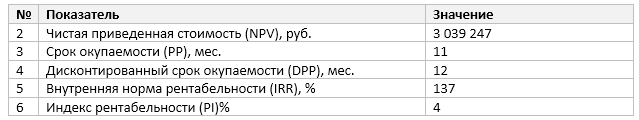 № Показатель Значение
2 Чистая приведенная стоимость (NPV), руб. 3 039 247
3 Срок окупаемости (PP), мес. 11
4 Дисконтированный срок окупаемости (DPP), мес. 12
5 Внутренняя норма рентабельности (IRR), % 137
6 Индекс рентабельности (PI)% 4